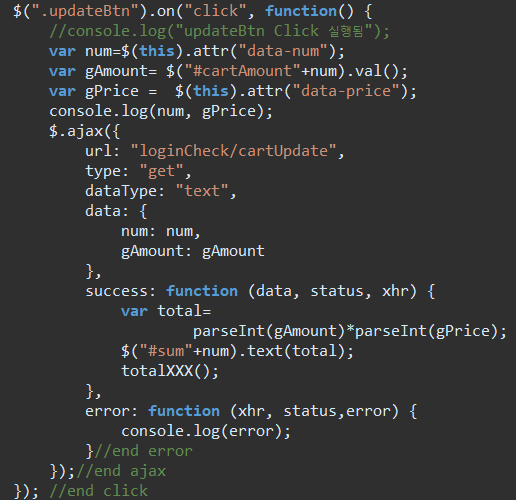 $(".updateBtn").on("click", function() {
    //console.log("updateBtn Click 실행됨");
    var num=$(this).attr("data-num");
    var gAmount= $("#cartAmount"+num).val();
    var gPrice =  $(this).attr("data-price");
    console.log(num, gPrice);
    $.ajax({
        url: "loginCheck/cartUpdate",
        type: "get",
        dataType: "text",
        data: {
            num: num,
            gAmount: gAmount
        },
        success: function (data, status, xhr) {
            var total=
                    parseInt(gAmount)*parseInt(gPrice);
            $("#sum"+num).text(total);
            totalXXX();
        },
        error: function (xhr, status,error) {
            console.log(error);
        }//end error
    });//end ajax
}); //end click